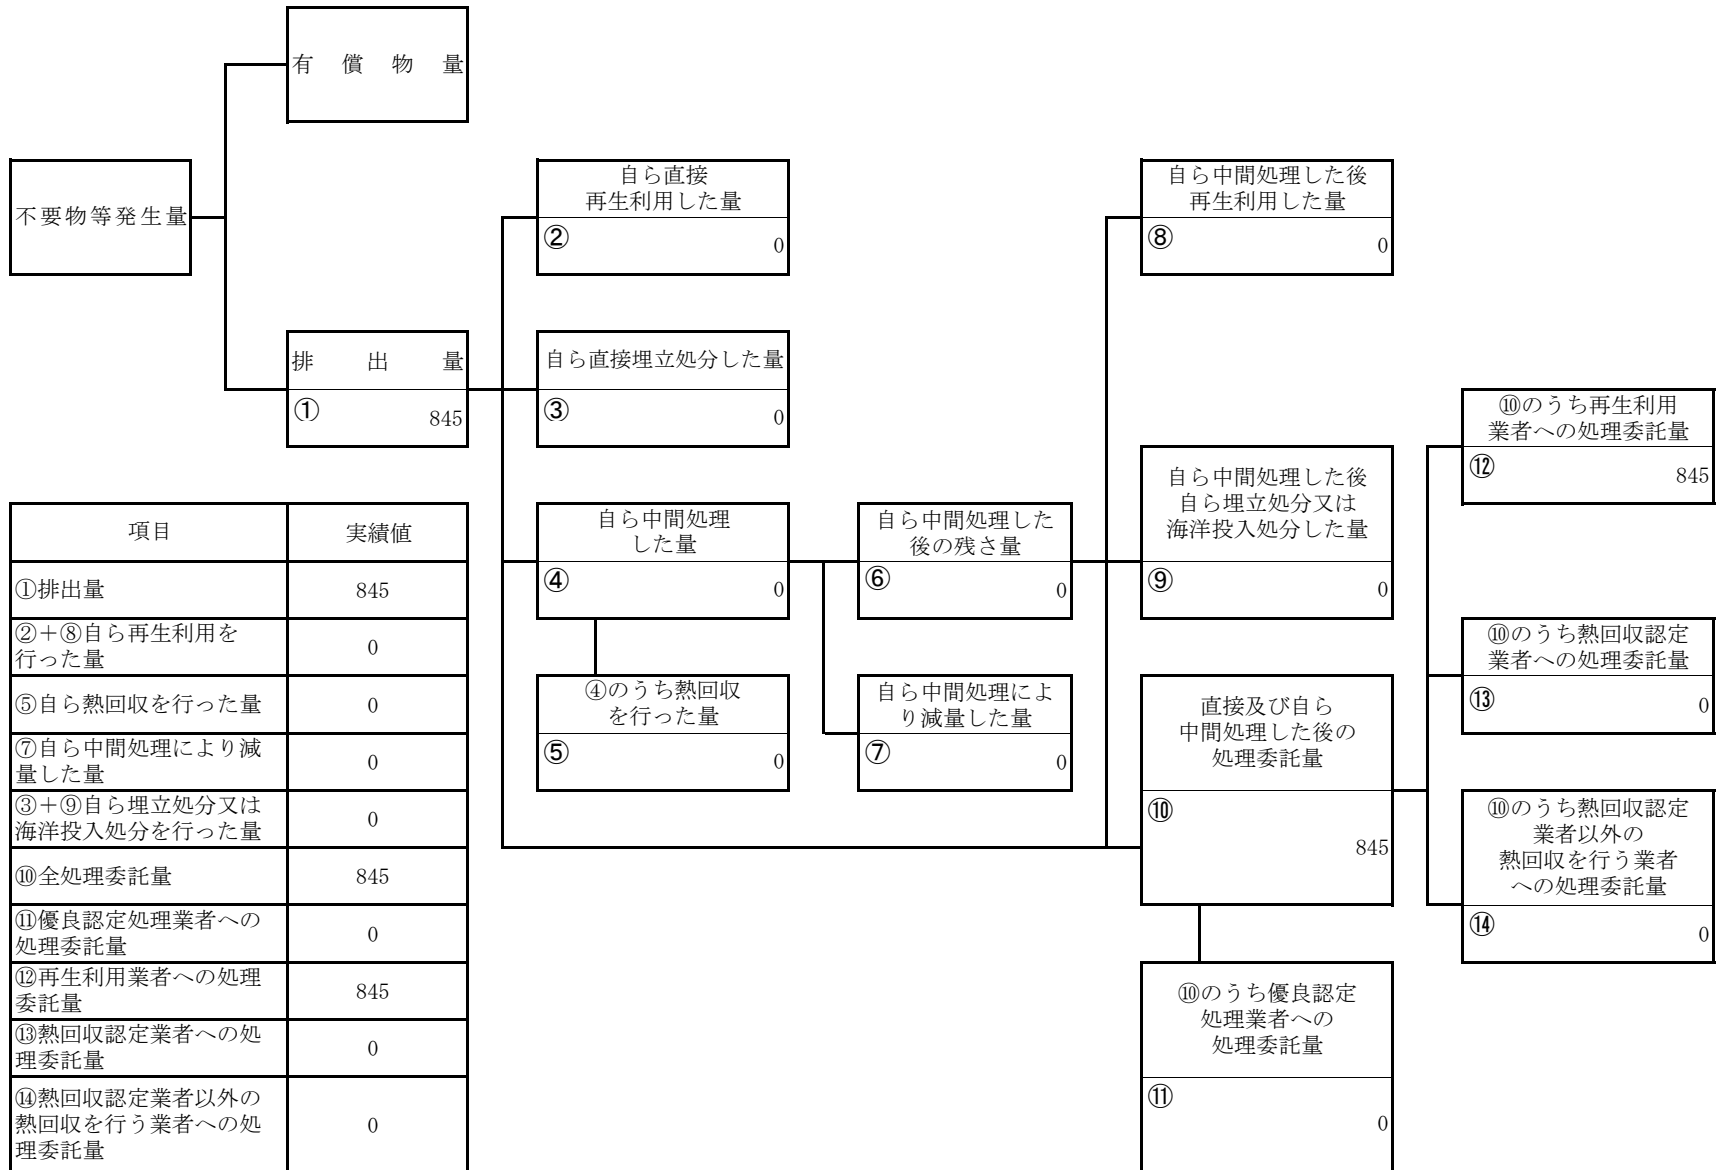 有償物量
不要物等発生量
排出量
① 845
自ら直接
再生利用した量
② 0
自ら直接埋立処分した量
③ 0
自ら中間処理
した量
④ 0
④のうち熱回収
を行った量
⑤ 0
自ら中間処理した
後の残さ量
⑥ 0
自ら中間処理によ
り減量した量
⑦ 0
自ら中間処理した後
再生利用した量
⑧ 0
自ら中間処理した後
自ら埋立処分又は
海洋投入処分した量
⑨ 0
直接及び自ら
中間処理した後の
処理委託量
⑩
845
⑩のうち優良認定
処理業者への
処理委託量
⑪
0
⑩のうち再生利用
業者への処理委託量
⑫ 845
⑩のうち熱回収認定
業者への処理委託量
⑬ 0
⑩のうち熱回収認定
業者以外の
熱回収を行う業者
への処理委託量
⑭ 0
項目 実績値
①排出量 845
②＋⑧自ら再生利用を
行った量 0
⑤自ら熱回収を行った量 0
⑦自ら中間処理により減
量した量 0
③＋⑨自ら埋立処分又は
海洋投入処分を行った量 0
⑩全処理委託量 845
⑪優良認定処理業者への
処理委託量 0
⑫再生利用業者への処理
委託量 845
⑬熱回収認定業者への処
理委託量 0
⑭熱回収認定業者以外の
熱回収を行う業者への処
理委託量 0